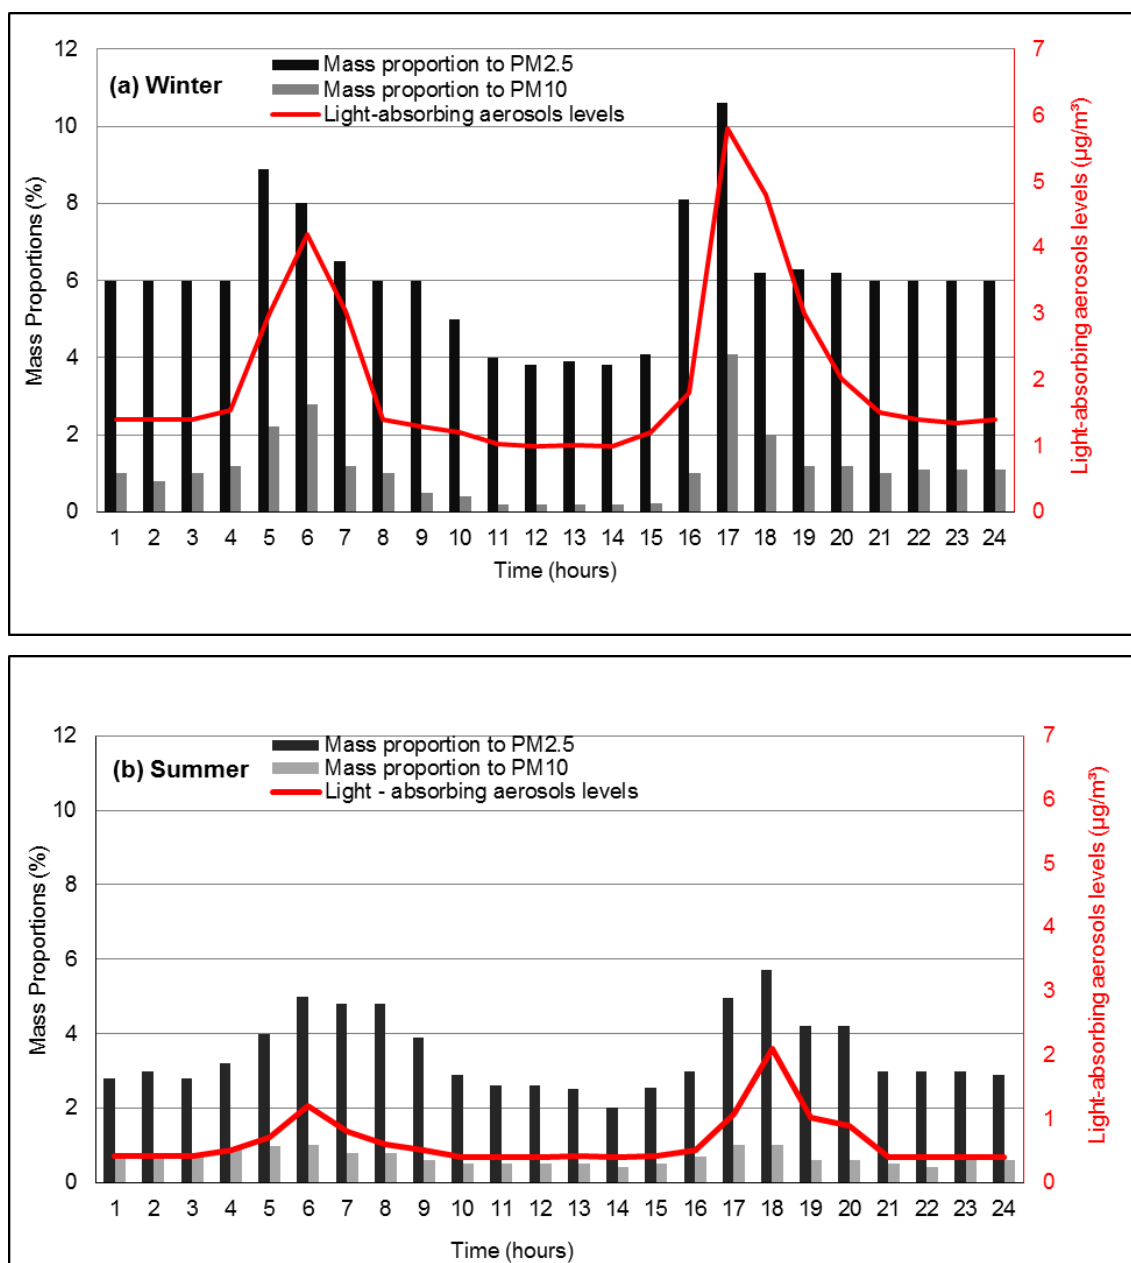 12
10
8
6
4
2
0
Mass Proportions (%)
(a) Winter
Mass proportion to PM2.5
Mass proportion to PM10
Light-absorbing aerosols levels
7
6
5
4
3
2
1
0
Light-absorbing aerosols levels (µg/m³)
1 2 3 4 5 6 7 8 9 10 11 12 13 14 15 16 17 18 19 20 21 22 23 24
Time (hours)
12
10
8
6
4
2
0
Mass Proportions (%)
(b) Summer
Mass proportion to PM2.5
Mass proportion to PM10
Light - absorbing aerosols levels
7
6
5
4
3
2
1
0
Light-absorbing aerosols levels (µg/m³)
1 2 3 4 5 6 7 8 9 10 11 12 13 14 15 16 17 18 19 20 21 22 23 24
Time (hours)